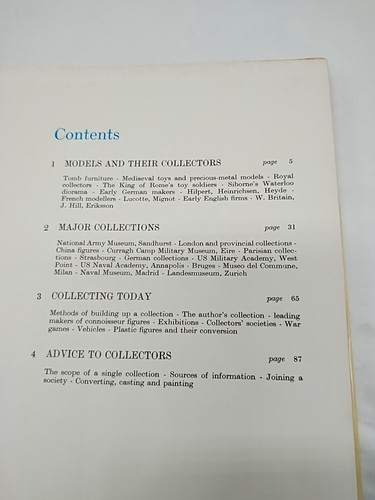 Contents
1 MODELS AND THEIR COLLECTORS page 5
Tomb furniture - Mediaeval toys and precious-metal models - Royal
collectors - The King of Rome's toy soldiers - Siborne's Waterloo
diorama - Early German makers - Hilpert, Heinrichsen, Heyde -
French modellers - Lucotte, Mignot - Early English firms - W. Britain,
J. Hill, Eriksson
2 MAJOR COLLECTIONS page 31
National Army Museum, Sandhurst - London and provincial collections -
China figures - Curragh Camp Military Museum, Eire - Parisian collec-
tions - Strasbourg - German collections - US Military Academy, West
Point - US Naval Academy, Annapolis - Bruges - Museo del Commune,
Milan - Naval Museum, Madrid - Landesmuseum, Zurich
3 COLLECTING TODAY page 65
Methods of building up a collection - The author's collection - leading
makers of connoisseur figures - Exhibitions - Collectors' societies - War
games - Vehicles - Plastic figures and their conversion
4 ADVICE TO COLLECTORS page 87
The scope of a single collection - Sources of information - Joining a
society - Converting, casting and painting